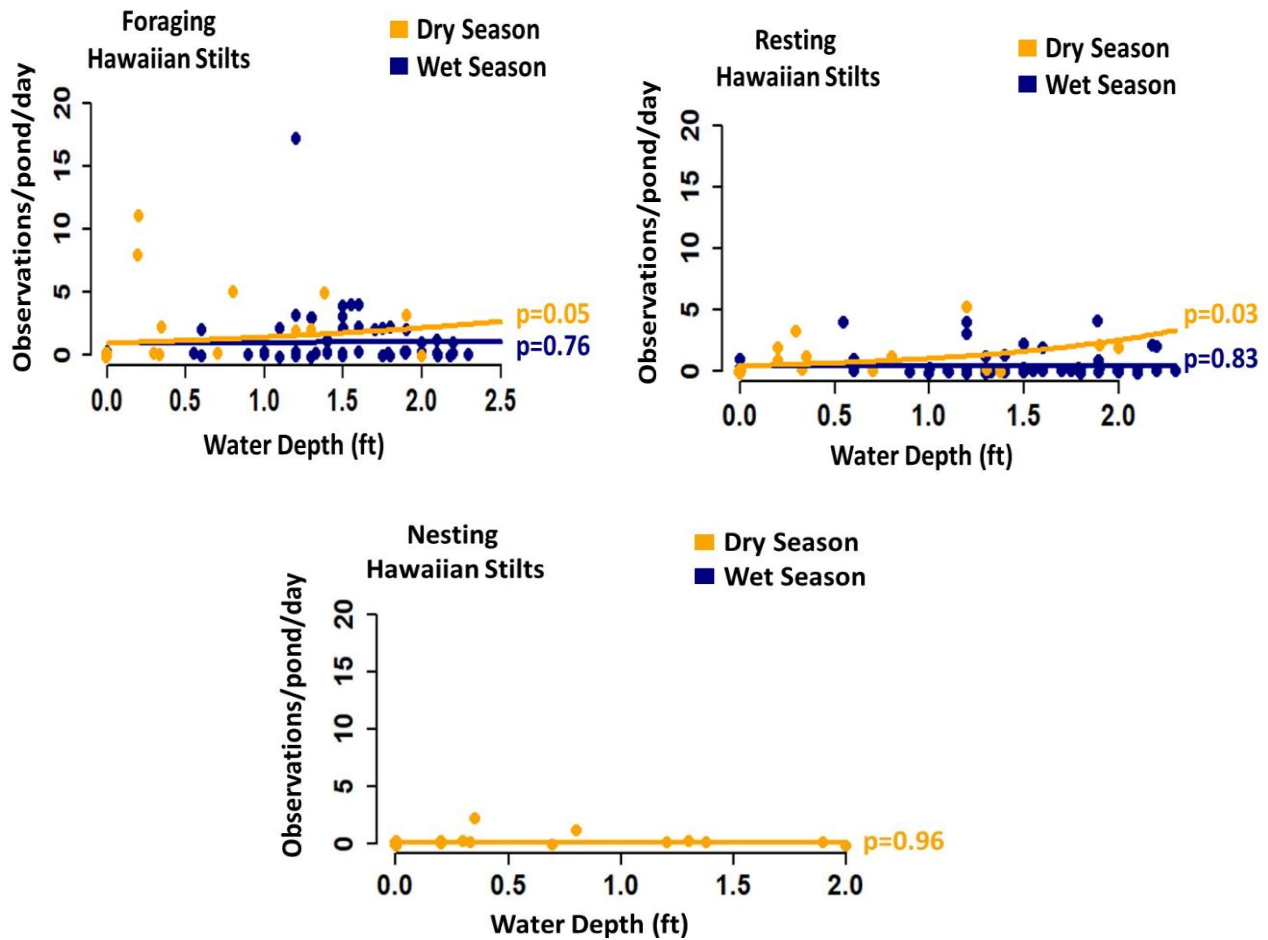 Foraging
Hawaiian Stilts
Dry Season
Wet Season
Observations/pond/day
20
15
10
5
0
p=0.05
p=0.76
0.0 0.5 1.0 1.5 2.0 2.5
Water Depth (ft)
Resting
Hawaiian Stilts
Dry Season
Wet Season
Observations/pond/day
20
15
10
5
0
p=0.03
p=0.83
0.0 0.5 1.0 1.5 2.0
Water Depth (ft)
Nesting
Hawaiian Stilts
Dry Season
Wet Season
Observations/pond/day
20
15
10
5
0
p=0.96
0.0 0.5 1.0 1.5 2.0
Water Depth (ft)